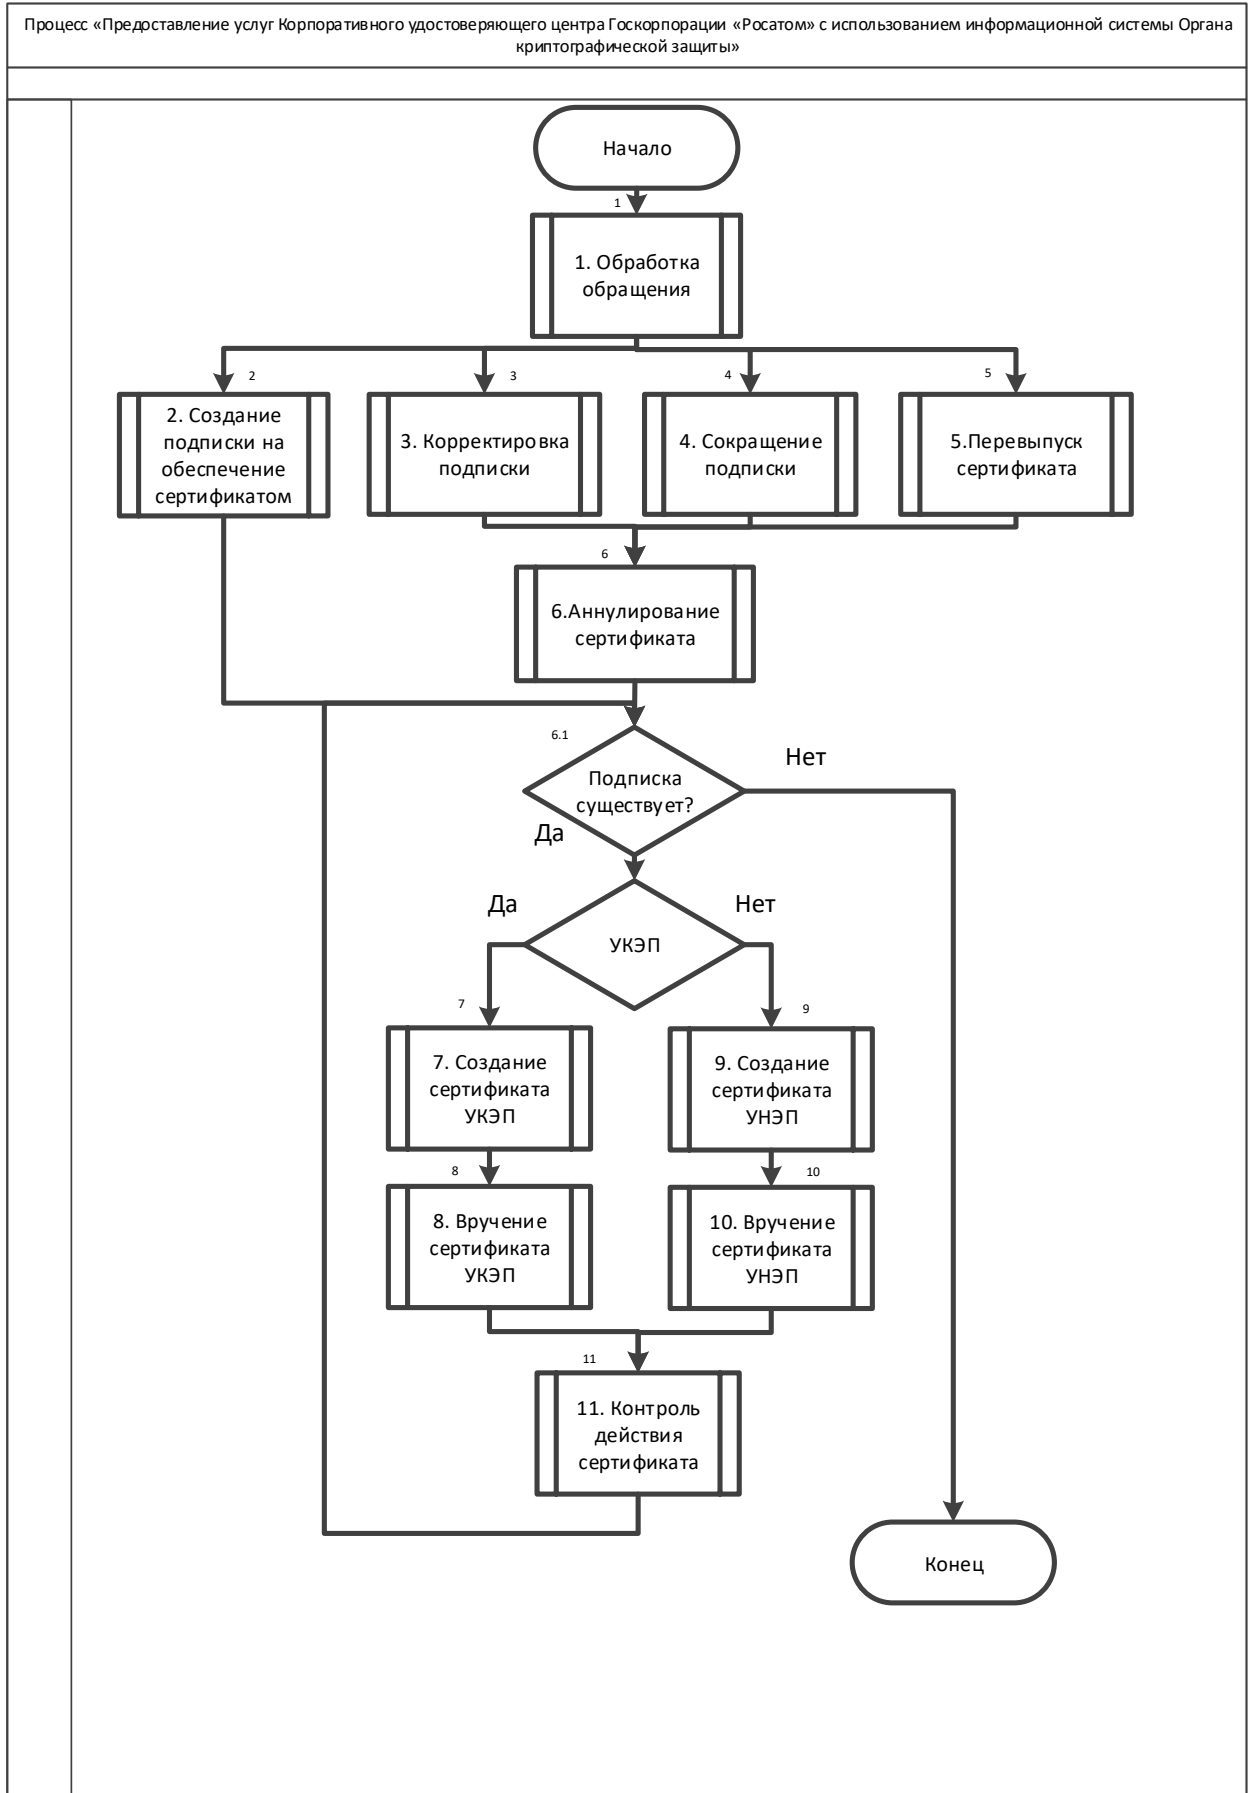 Процесс «Предоставление услуг Корпоративного удостоверяющего центра Госкорпорации «Росатом» с использованием информационной системы Органа
криптографической защиты»
Начало
1
1. Обработка
обращения
2
3
4
5
2. Создание
подписки на
обеспечение
сертификатом
3. Корректировка
подписки
4. Сокращение
подписки
5.Перевыпуск
сертификата
6
6.Аннулирование
сертификата
6.1
Подписка
существует?
Нет
Да
УКЭП
Да
Нет
7
9
7. Создание
сертификата
УКЭП
9. Создание
сертификата
УНЭП
8
10
8. Вручение
сертификата
УКЭП
10. Вручение
сертификата
УНЭП
11
11. Контроль
действия
сертификата
Конец